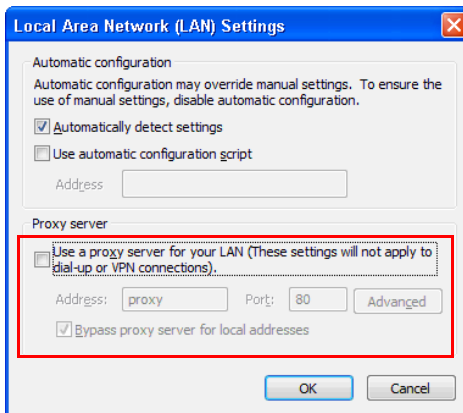 Local Area Network (LAN) Settings
Automatic configuration
Automatic configuration may override manual settings. To ensure the
use of manual settings, disable automatic configuration.
Automatically detect settings
Use automatic configuration script
Address
Proxy server
Use a proxy server for your LAN (These settings will not apply to
dial-up or VPN connections).
Address: proxy Port: 80 Advanced
Bypass proxy server for local addresses
OK Cancel